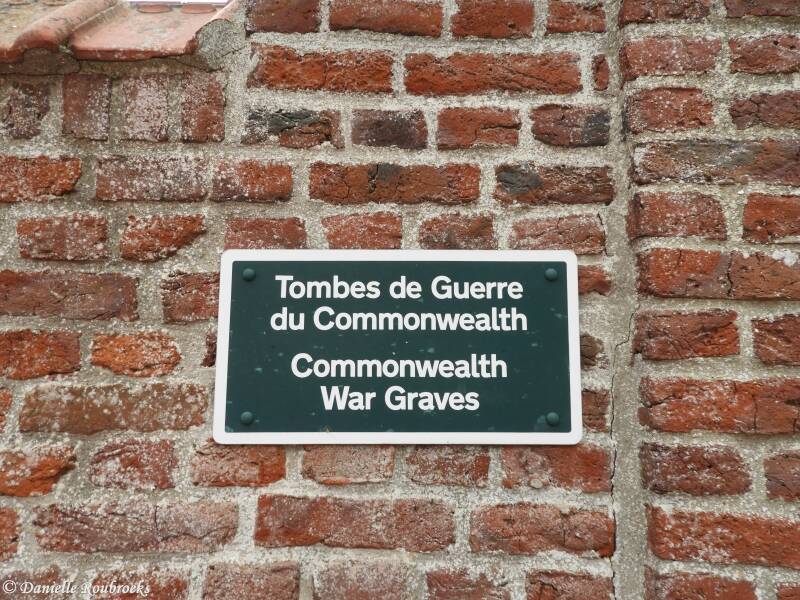 Tombes de Guerre
du Commonwealth
Commonwealth
War Graves
© Danielle Roubroeks